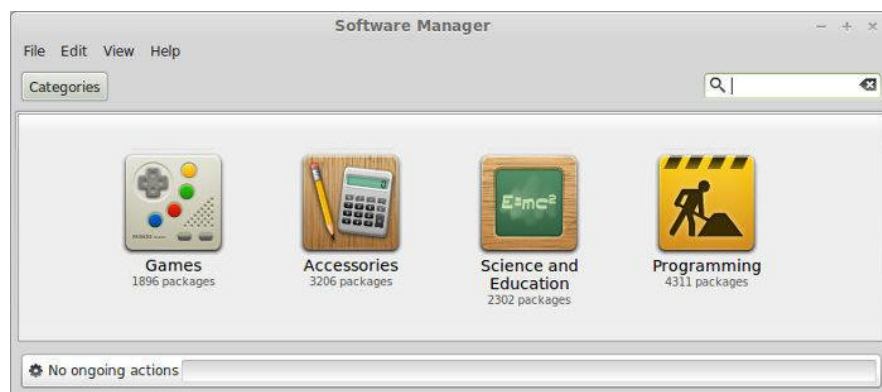 Software Manager
File Edit View Help
Categories
E=mc²
Games
1896 packages
Accessories
3206 packages
Science and
Education
2302 packages
Programming
4311 packages
No ongoing actions